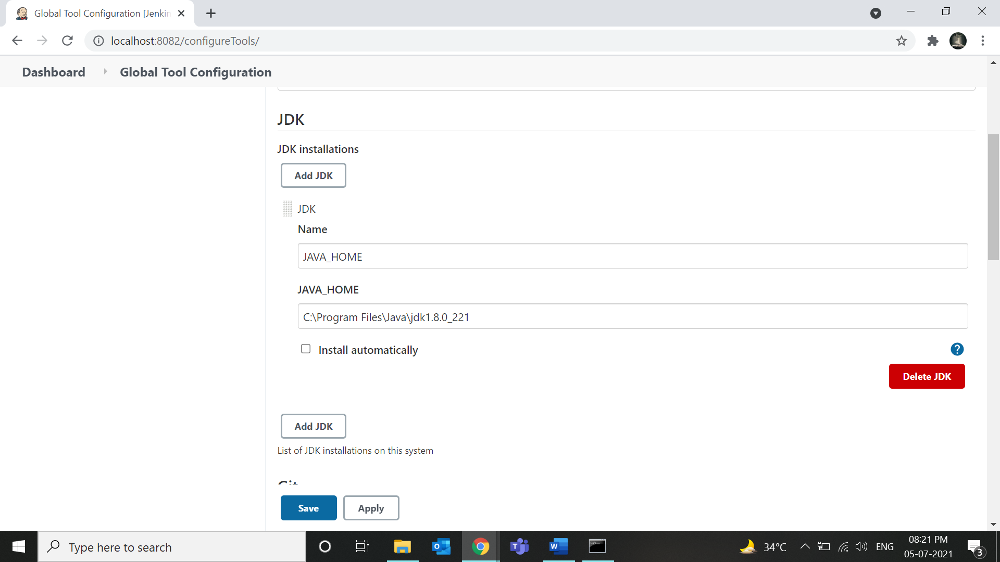 Global Tool Configuration [Jenkin
localhost:8082/configureTools/
Dashboard
Global Tool Configuration
JDK
JDK installations
Add JDK
JDK
Name
JAVA_HOME
JAVA_HOME
C:\Program Files\Java\jdk1.8.0_221
Install automatically
?
Delete JDK
Add JDK
List of JDK installations on this system
Git
Save
Apply
Type here to search
34°C
ENG
08:21 PM
05-07-2021
3